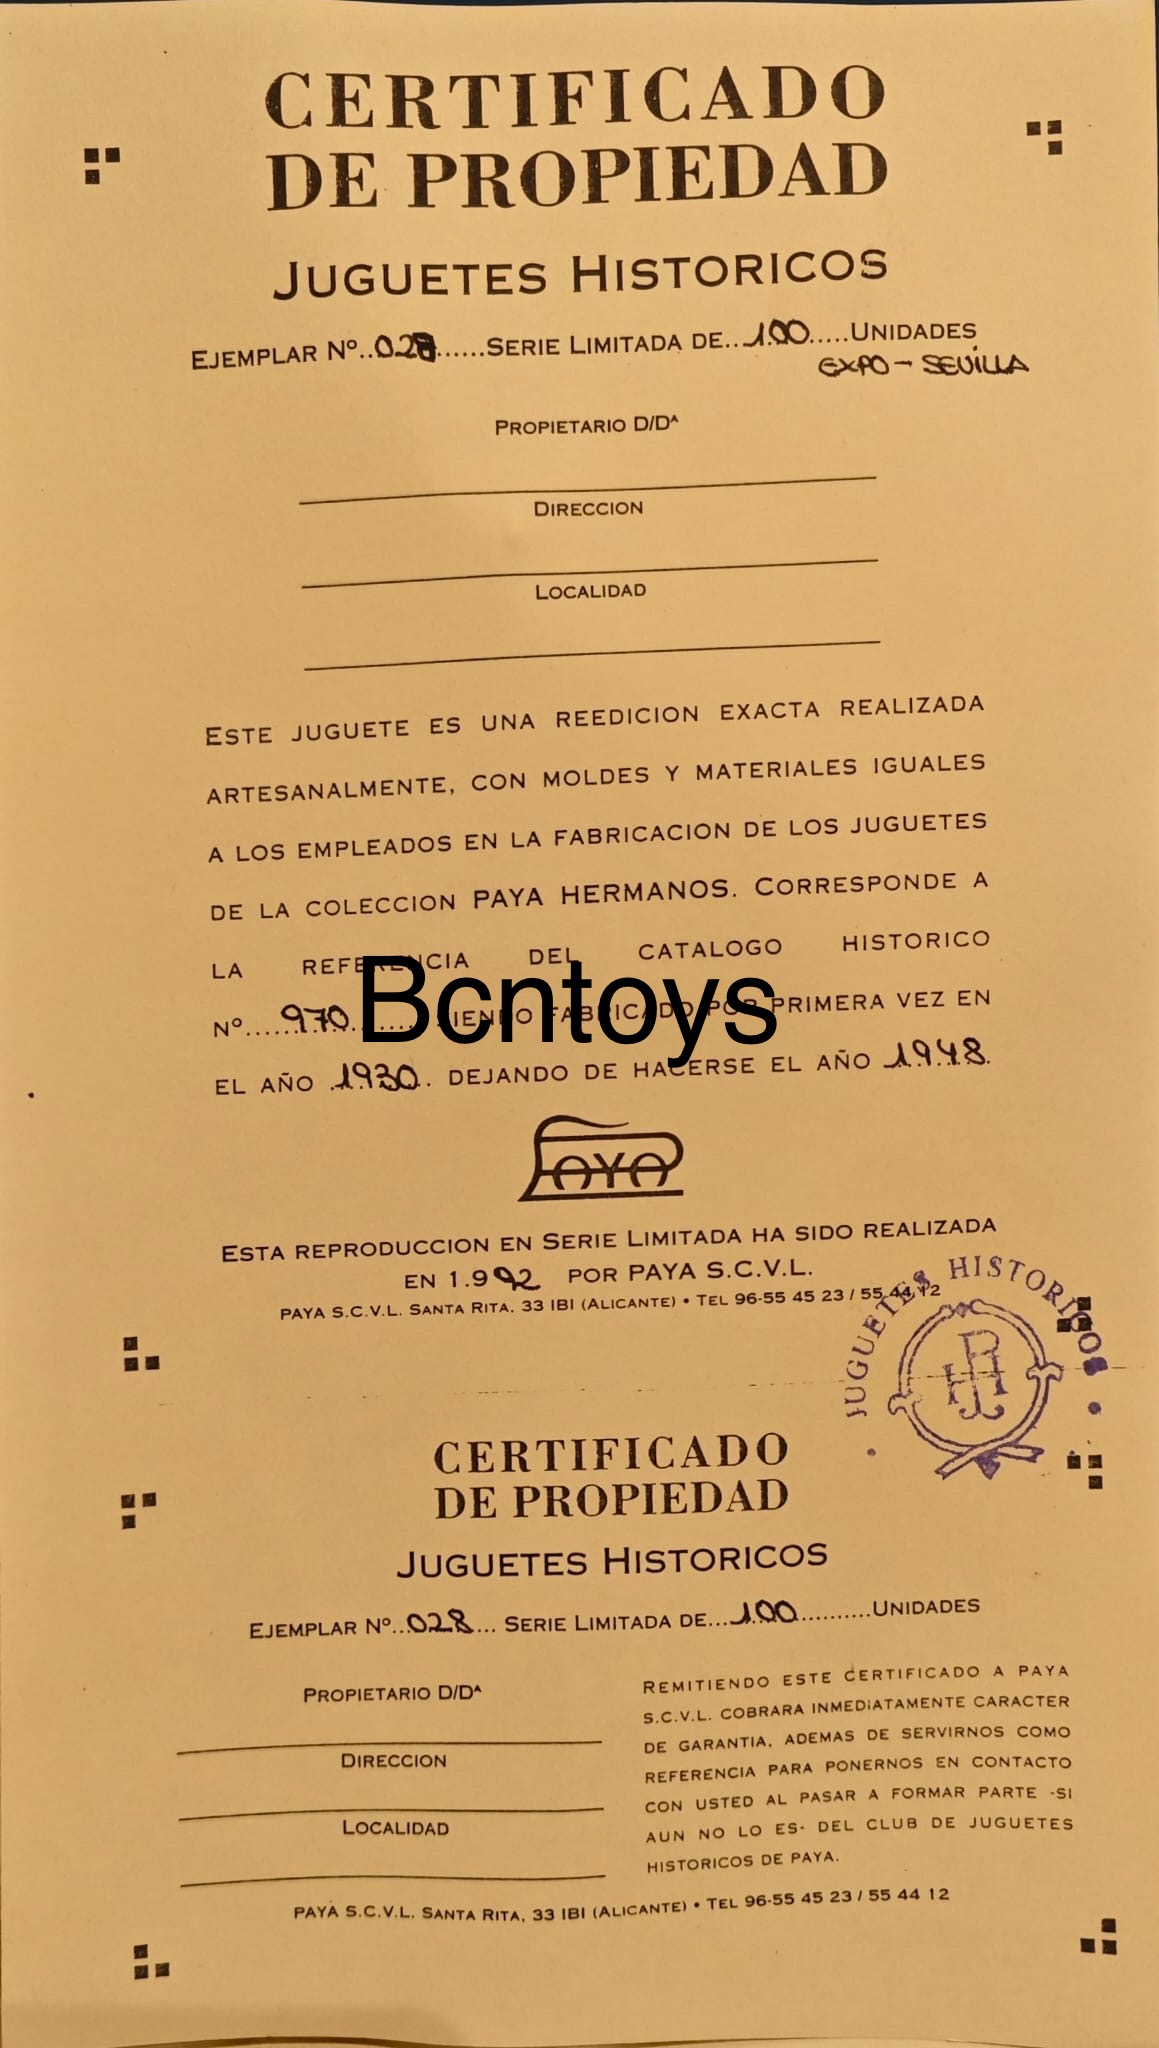 CERTIFICADO
DE PROPIEDAD
JUGUETES HISTORICOS
EJEMPLAR Nº..028......SERIE LIMITADA DE...100.....UNIDADES
EXPO - SEVILLA
PROPIETARIO D/Dª
DIRECCION
LOCALIDAD
ESTE JUGUETE ES UNA REEDICION EXACTA REALIZADA
ARTESANALMENTE, CON MOLDES Y MATERIALES IGUALES
A LOS EMPLEADOS EN LA FABRICACION DE LOS JUGUETES
DE LA COLECCION PAYA HERMANOS. CORRESPONDE A
LA REFERENCIA DEL CATALOGO HISTORICO
Nº....970........ SIENDO FABRICADO POR PRIMERA VEZ EN
Bcntoys
EL AÑO .1930.. DEJANDO DE HACERSE EL AÑO 1948.
PAYA
ESTA REPRODUCCION EN SERIE LIMITADA HA SIDO REALIZADA
EN 1.992 POR PAYA S.C.V.L.
PAYA S.C.V.L. SANTA RITA. 33 IBI (ALICANTE) • TEL 96-55 45 23 / 55 44 12
JUGUETES HISTORICOS
CERTIFICADO
DE PROPIEDAD
JUGUETES HISTORICOS
EJEMPLAR Nº...028... SERIE LIMITADA DE...100..........UNIDADES
PROPIETARIO D/Dª
DIRECCION
LOCALIDAD
REMITIENDO ESTE CERTIFICADO A PAYA
S.C.V.L. COBRARA INMEDIATAMENTE CARACTER
DE GARANTIA, ADEMAS DE SERVIRNOS COMO
REFERENCIA PARA PONERNOS EN CONTACTO
CON USTED AL PASAR A FORMAR PARTE -SI
AUN NO LO ES- DEL CLUB DE JUGUETES
HISTORICOS DE PAYA.
PAYA S.C.V.L. SANTA RITA, 33 IBI (ALICANTE) • TEL 96-55 45 23 / 55 44 12